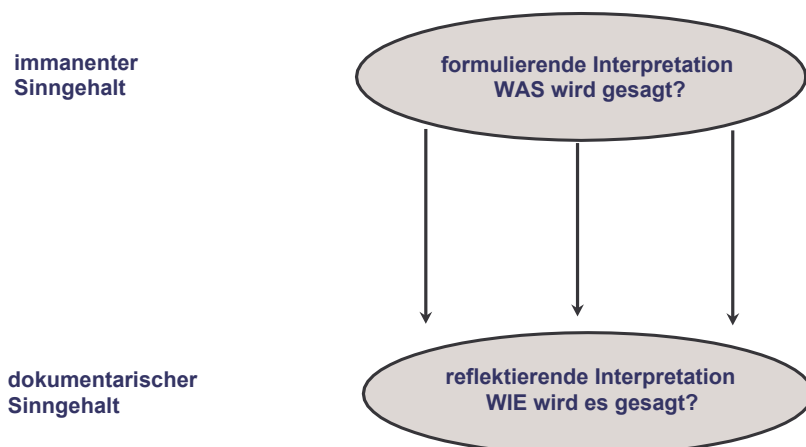 immanenter
Sinngehalt
formulierende Interpretation
WAS wird gesagt?
dokumentarischer
Sinngehalt
reflektierende Interpretation
WIE wird es gesagt?